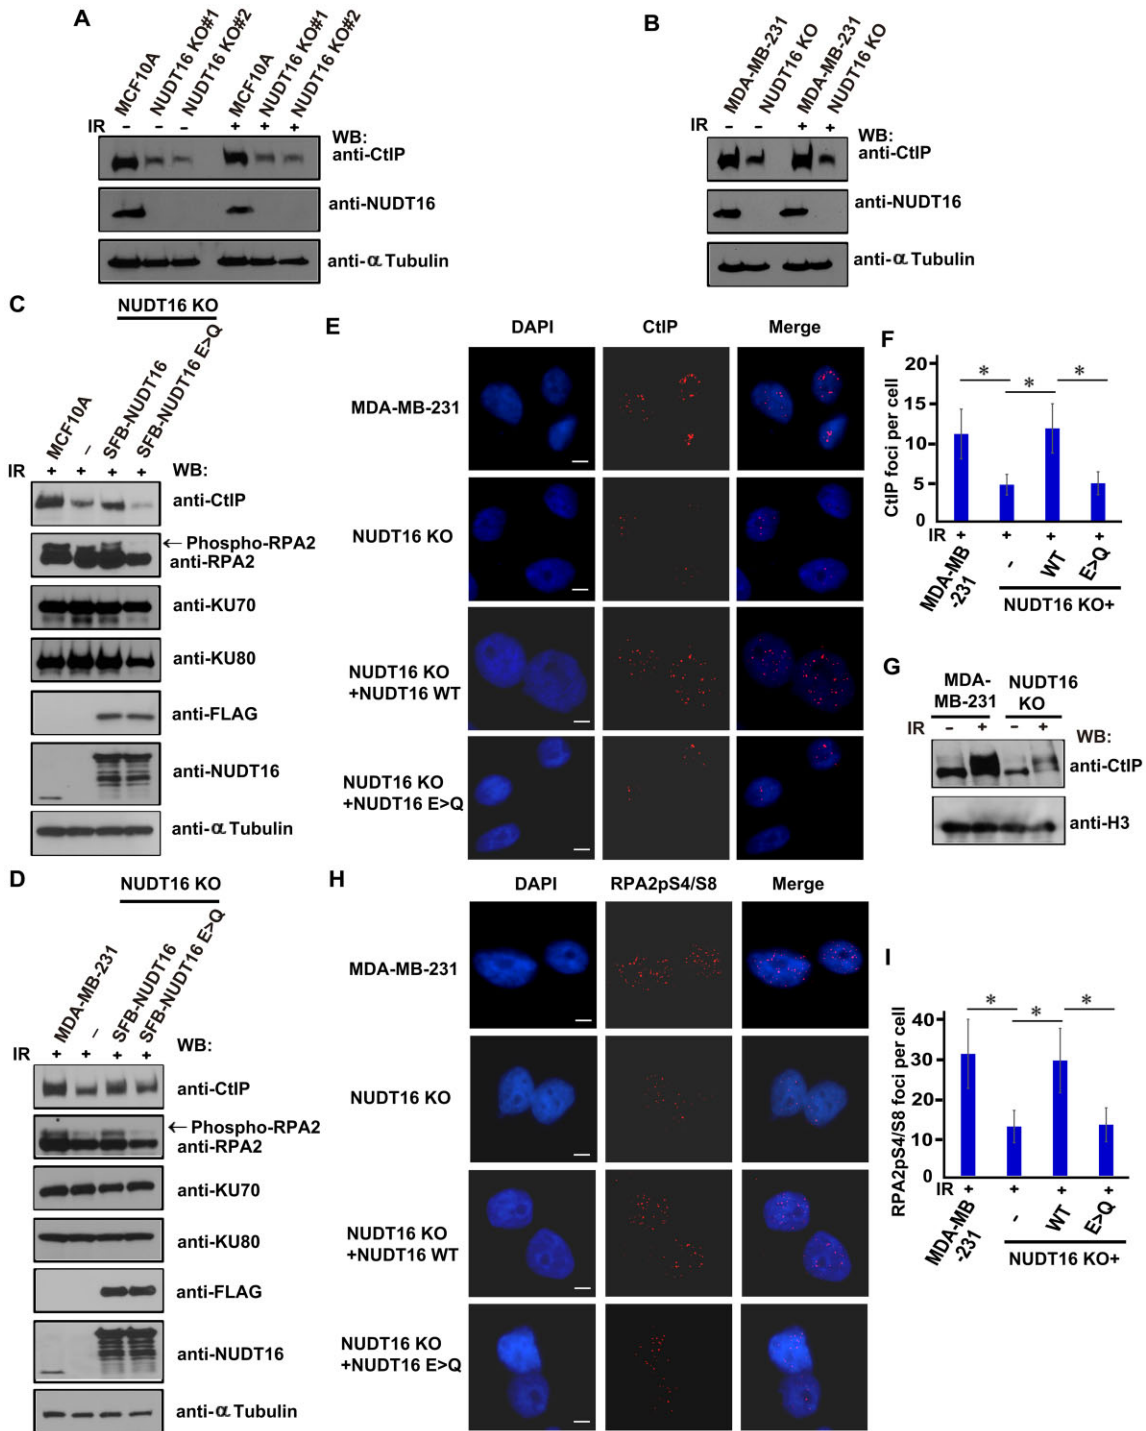 A
MCF10A
NUDT16 KO#1
NUDT16 KO#2
MCF10A
NUDT16 KO#1
NUDT16 KO#2
IR - - - + + +
WB:
anti-CtIP
anti-NUDT16
anti-α Tubulin
B
MDA-MB-231
NUDT16 KO
MDA-MB-231
NUDT16 KO
IR - - + +
WB:
anti-CtIP
anti-NUDT16
anti-α Tubulin
C
NUDT16 KO
MCF10A
–
SFB-NUDT16
SFB-NUDT16 E>Q
IR + + + + WB:
anti-CtIP
← Phospho-RPA2
anti-RPA2
anti-KU70
anti-KU80
anti-FLAG
anti-NUDT16
anti-α Tubulin
D
NUDT16 KO
MDA-MB-231
–
SFB-NUDT16
SFB-NUDT16 E>Q
WB:
IR + + + +
anti-CtIP
← Phospho-RPA2
anti-RPA2
anti-KU70
anti-KU80
anti-FLAG
anti-NUDT16
anti-α Tubulin
E
DAPI CtIP Merge
MDA-MB-231
NUDT16 KO
NUDT16 KO
+NUDT16 WT
NUDT16 KO
+NUDT16 E>Q
F
CtIP foci per cell
20
15
10
5
0
* * *
IR + + + +
MDA-MB
-231
-
WT
E>Q
NUDT16 KO+
G
MDA-
MB-231
NUDT16
KO
IR - + - +
WB:
anti-CtIP
anti-H3
H
DAPI RPA2pS4/S8 Merge
MDA-MB-231
NUDT16 KO
NUDT16 KO
+NUDT16 WT
NUDT16 KO
+NUDT16 E>Q
I
RPA2pS4/S8 foci per cell
40
30
20
10
0
* * *
IR + + + +
MDA-MB
-231
-
WT
E>Q
NUDT16 KO+